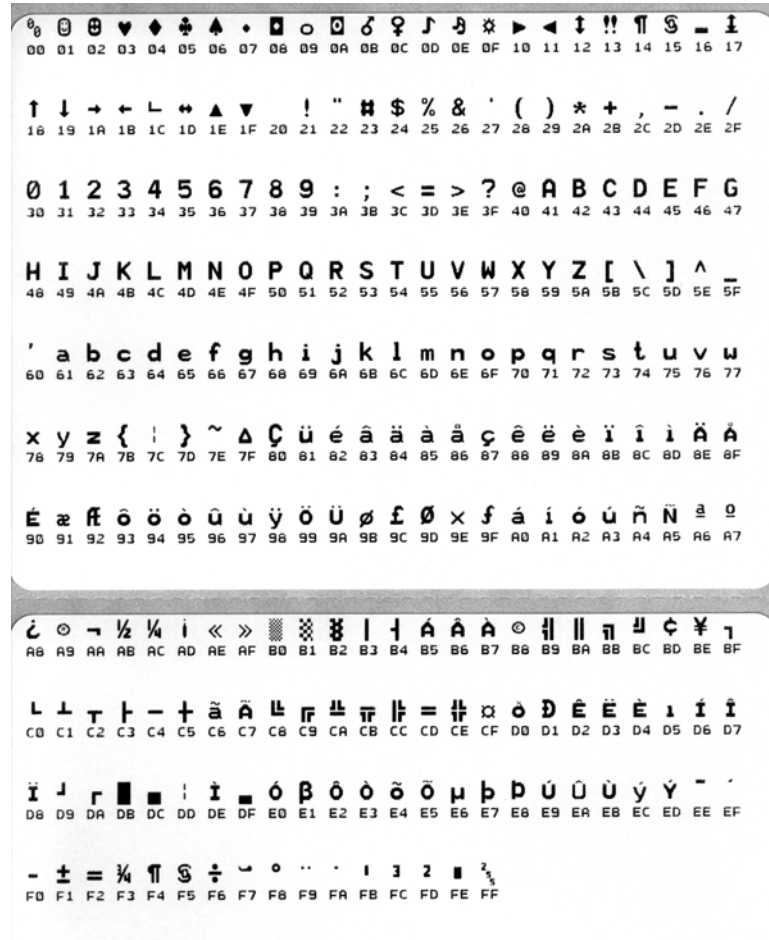 ⁰₀ ☺ ☻ ♥ ♦ ♣ ♠ • ◘ ○ ◙ ♂ ♀ ♪ ♫ ☼ ► ◄ ↕ ‼ ¶ § ▬ ↨
00 01 02 03 04 05 06 07 08 09 0A 0B 0C 0D 0E 0F 10 11 12 13 14 15 16 17
↑ ↓ → ← ∟ ↔ ▲ ▼ ! " # $ % & ' ( ) * + , - . /
18 19 1A 1B 1C 1D 1E 1F 20 21 22 23 24 25 26 27 28 29 2A 2B 2C 2D 2E 2F
0 1 2 3 4 5 6 7 8 9 : ; < = > ? @ A B C D E F G
30 31 32 33 34 35 36 37 38 39 3A 3B 3C 3D 3E 3F 40 41 42 43 44 45 46 47
H I J K L M N O P Q R S T U V W X Y Z [ \ ] ^ _
48 49 4A 4B 4C 4D 4E 4F 50 51 52 53 54 55 56 57 58 59 5A 5B 5C 5D 5E 5F
' a b c d e f g h i j k l m n o p q r s t u v w
60 61 62 63 64 65 66 67 68 69 6A 6B 6C 6D 6E 6F 70 71 72 73 74 75 76 77
x y z { ¦ } ~ ∆ Ç ü é â ä à å ç ê ë è ï î ì Ä Å
78 79 7A 7B 7C 7D 7E 7F 80 81 82 83 84 85 86 87 88 89 8A 8B 8C 8D 8E 8F
É æ Æ ô ö ò û ù ÿ Ö Ü ø £ Ø × ƒ á í ó ú ñ Ñ ª º
90 91 92 93 94 95 96 97 98 99 9A 9B 9C 9D 9E 9F A0 A1 A2 A3 A4 A5 A6 A7
¿ ® ¬ ½ ¼ ¡ « » ░ ▒ ▓ │ ┤ Á Â À © ╣ ║ ╗ ╝ ¢ ¥ ┐
A8 A9 AA AB AC AD AE AF B0 B1 B2 B3 B4 B5 B6 B7 B8 B9 BA BB BC BD BE BF
└ ┴ ┬ ├ ─ ┼ ã Ã ╚ ╔ ╩ ╦ ╠ ═ ╬ ¤ ð Ð Ê Ë È ı Í Î
C0 C1 C2 C3 C4 C5 C6 C7 C8 C9 CA CB CC CD CE CF D0 D1 D2 D3 D4 D5 D6 D7
Ï ┘ ┌ █ ▄ ¦ Ì ▬ Ó β Ô Ò õ Õ µ þ Þ Ú Û Ù ý Ý ¯ ´
D8 D9 DA DB DC DD DE DF E0 E1 E2 E3 E4 E5 E6 E7 E8 E9 EA EB EC ED EE EF
- ± = ¾ ¶ § ÷ ¸ ° ¨ · ı ³ ² ■ ²₅₅
F0 F1 F2 F3 F4 F5 F6 F7 F8 F9 FA FB FC FD FE FF